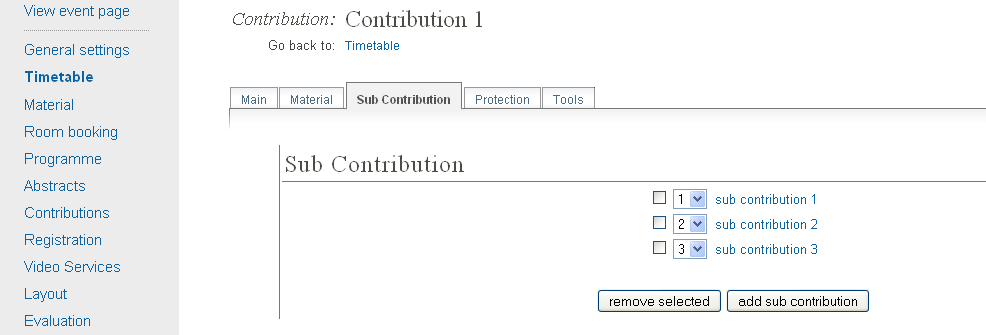 View event page
General settings
Timetable
Material
Room booking
Programme
Abstracts
Contributions
Registration
Video Services
Layout
Evaluation
Contribution: Contribution 1
Go back to: Timetable
Main Material Sub Contribution Protection Tools
Sub Contribution
1 sub contribution 1
2 sub contribution 2
3 sub contribution 3
remove selected add sub contribution